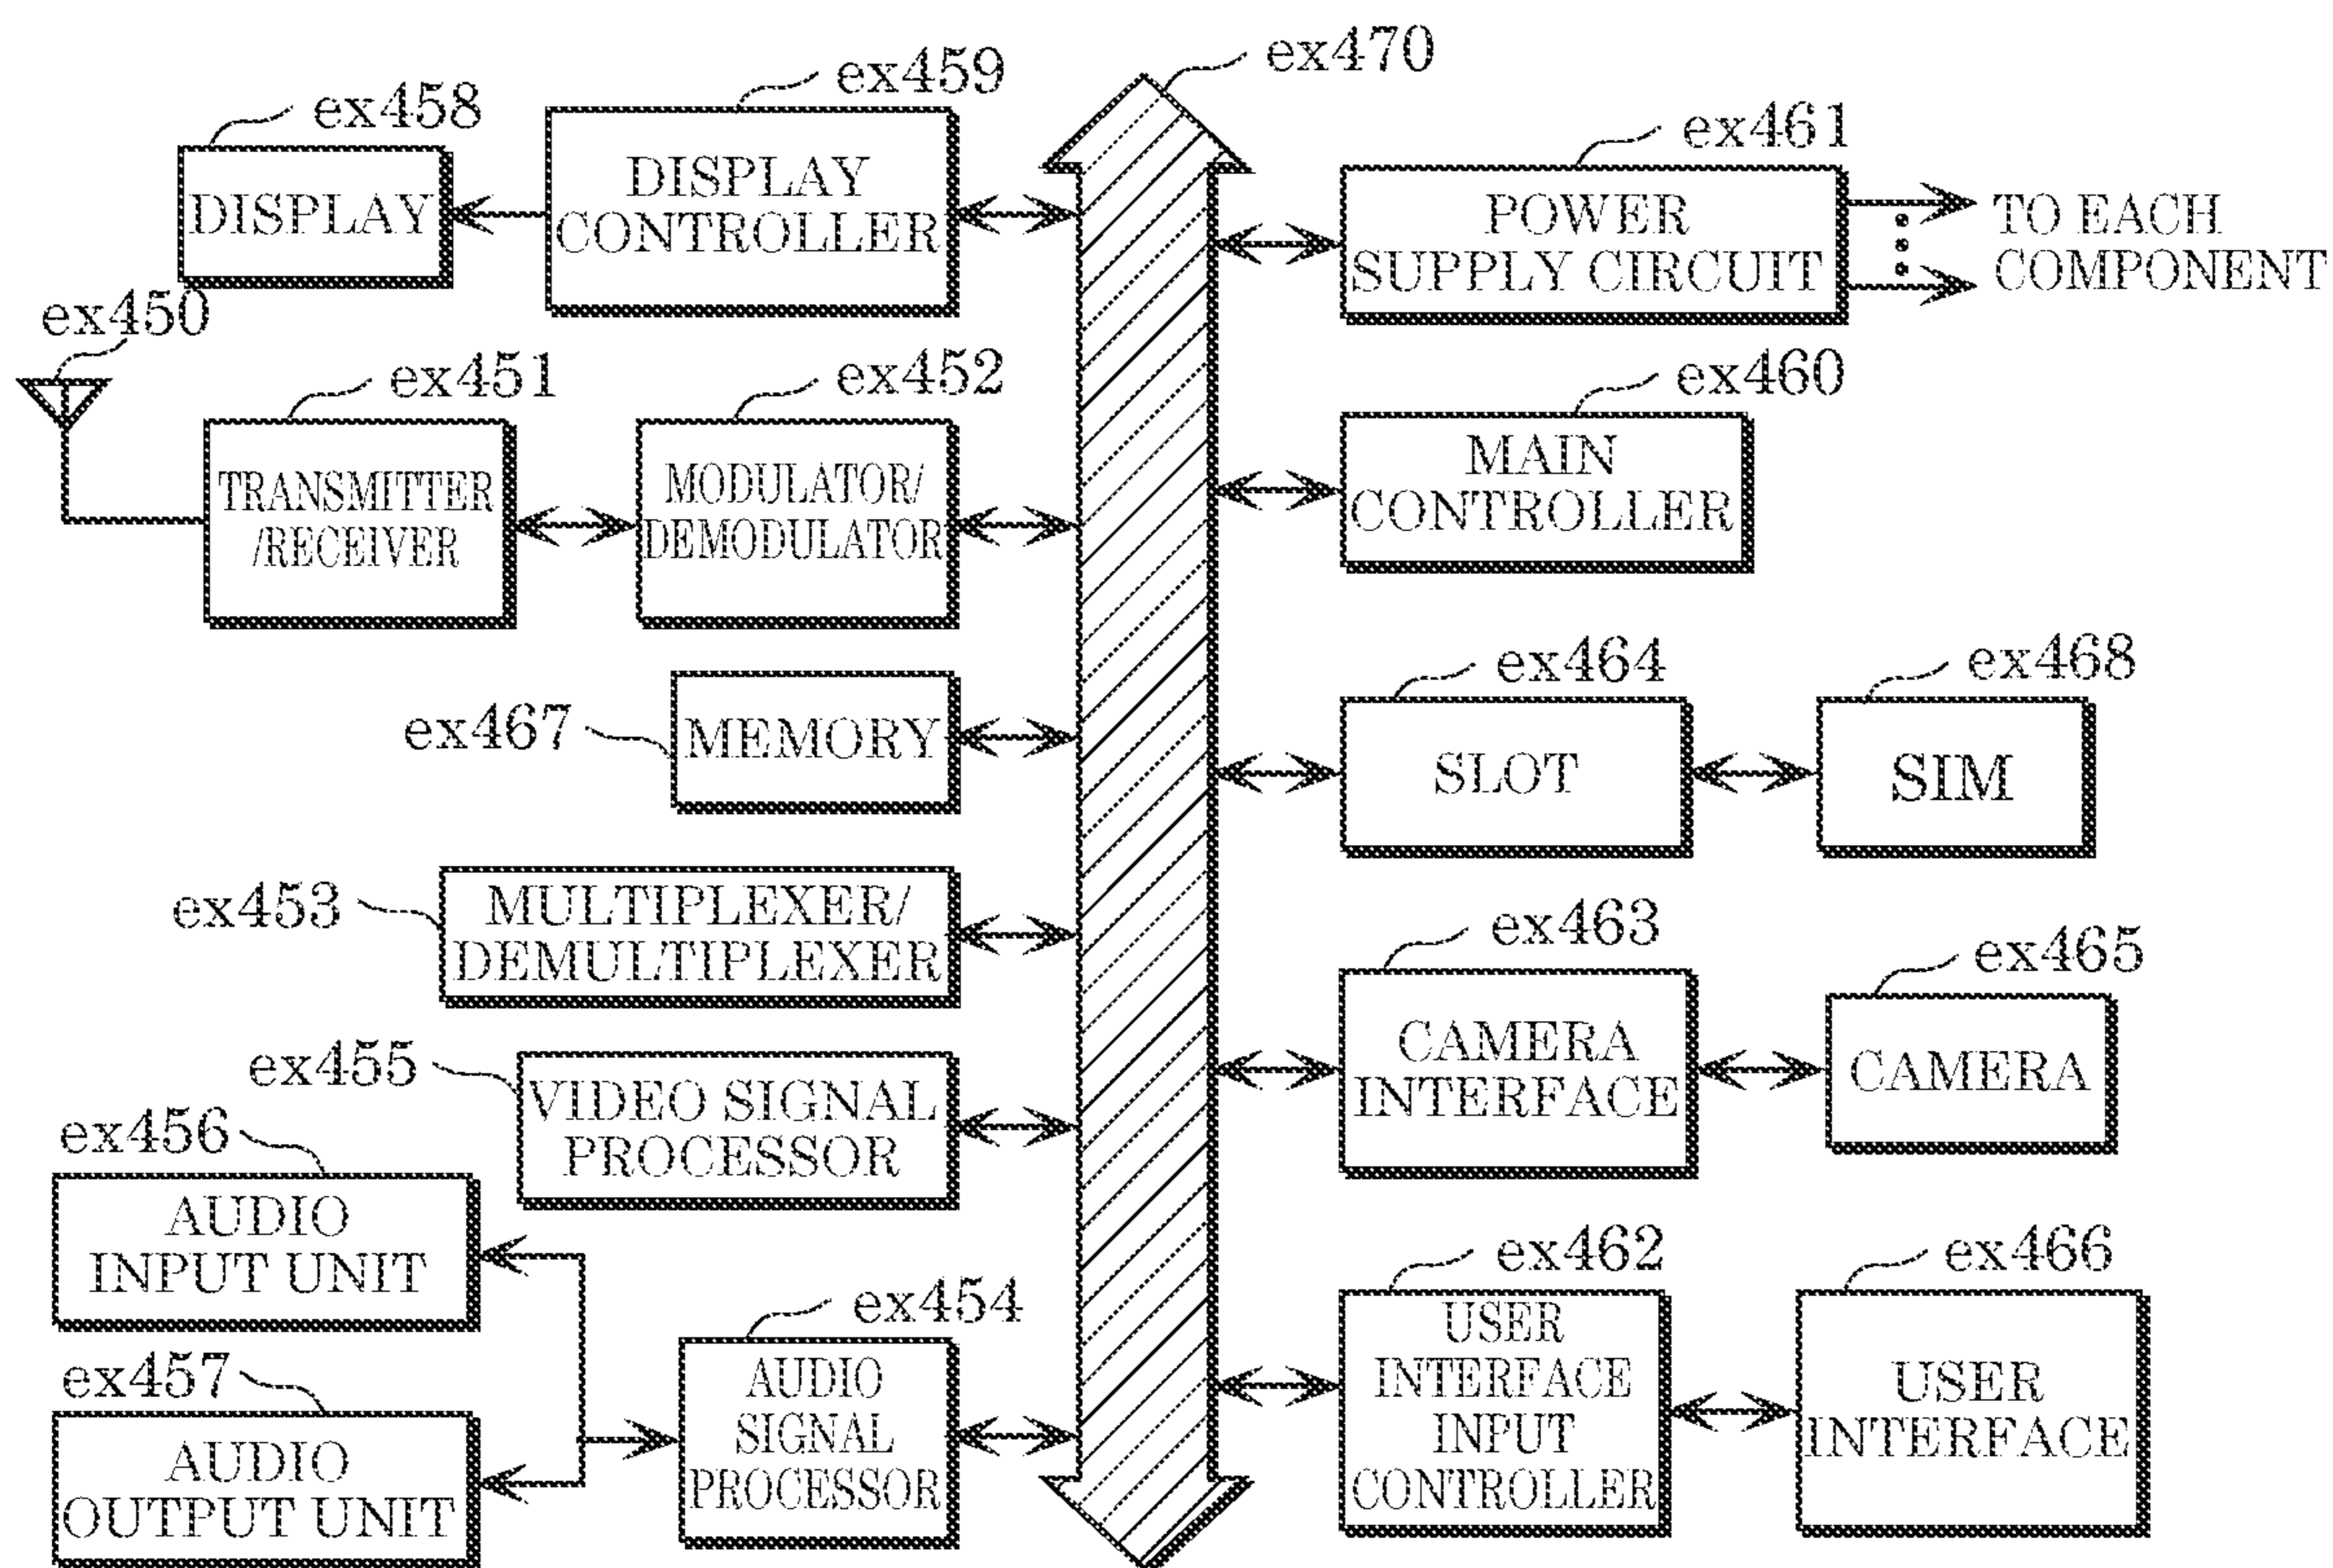 ex470
ex459
ex458
DISPLAY
DISPLAY
CONTROLLER
ex461
POWER
SUPPLY CIRCUIT
TO EACH
COMPONENT
ex450
ex451
TRANSMITTER
/RECEIVER
ex452
MODULATOR/
DEMODULATOR
ex460
MAIN
CONTROLLER
ex467
MEMORY
ex464
SLOT
ex468
SIM
ex453
MULTIPLEXER/
DEMULTIPLEXER
ex463
CAMERA
INTERFACE
ex465
CAMERA
ex455
VIDEO SIGNAL
PROCESSOR
ex456
AUDIO
INPUT UNIT
ex457
AUDIO
OUTPUT UNIT
ex454
AUDIO
SIGNAL
PROCESSOR
ex462
USER
INTERFACE
INPUT
CONTROLLER
ex466
USER
INTERFACE